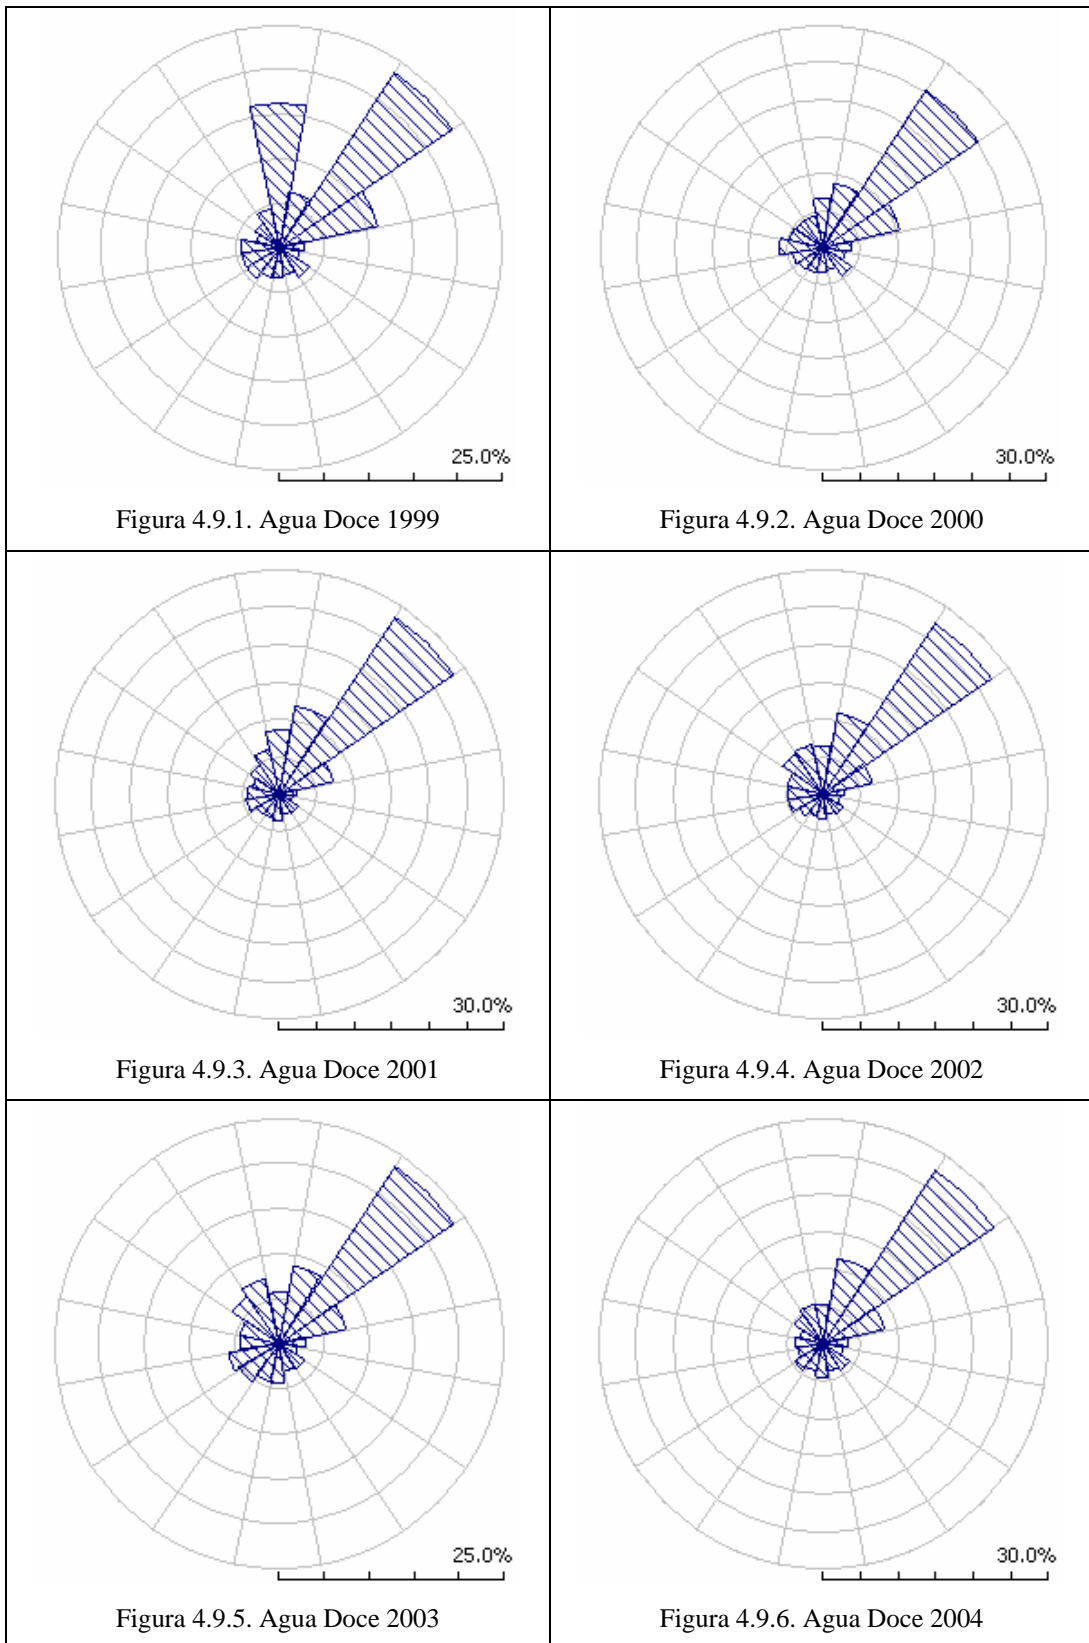 25.0%
Figura 4.9.1. Agua Doce 1999
30.0%
Figura 4.9.2. Agua Doce 2000
30.0%
Figura 4.9.3. Agua Doce 2001
30.0%
Figura 4.9.4. Agua Doce 2002
25.0%
Figura 4.9.5. Agua Doce 2003
30.0%
Figura 4.9.6. Agua Doce 2004